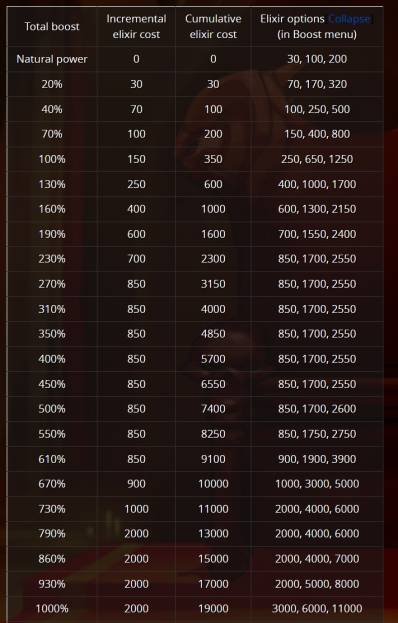 Total boost Incremental elixir cost Cumulative elixir cost Elixir options Collapse (in Boost menu)
Natural power 0 0 30, 100, 200
20% 30 30 70, 170, 320
40% 70 100 100, 250, 500
70% 100 200 150, 400, 800
100% 150 350 250, 650, 1250
130% 250 600 400, 1000, 1700
160% 400 1000 600, 1300, 2150
190% 600 1600 700, 1550, 2400
230% 700 2300 850, 1700, 2550
270% 850 3150 850, 1700, 2550
310% 850 4000 850, 1700, 2550
350% 850 4850 850, 1700, 2550
400% 850 5700 850, 1700, 2550
450% 850 6550 850, 1700, 2550
500% 850 7400 850, 1700, 2600
550% 850 8250 850, 1750, 2750
610% 850 9100 900, 1900, 3900
670% 900 10000 1000, 3000, 5000
730% 1000 11000 2000, 4000, 6000
790% 2000 13000 2000, 4000, 6000
860% 2000 15000 2000, 4000, 7000
930% 2000 17000 2000, 5000, 8000
1000% 2000 19000 3000, 6000, 11000